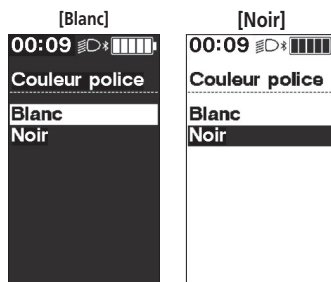 [Blanc]
00:09
Couleur police
Blanc
Noir
[Noir]
00:09
Couleur police
Blanc
Noir